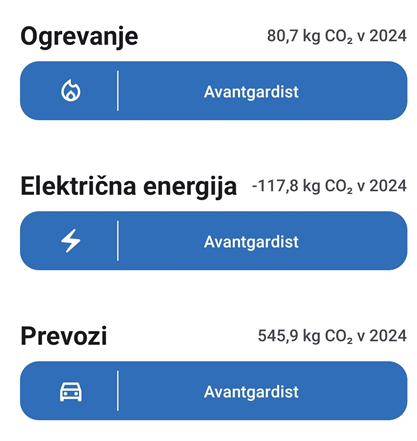 Ogrevanje 80,7 kg CO₂ v 2024
Avantgardist
Električna energija -117,8 kg CO₂ v 2024
Avantgardist
Prevozi 545,9 kg CO₂ v 2024
Avantgardist